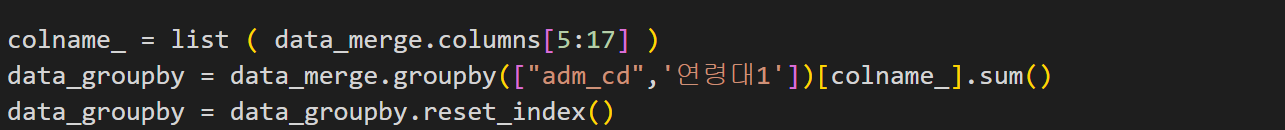 colname_ = list ( data_merge.columns[5:17] )
data_groupby = data_merge.groupby(["adm_cd",'연령대1'])[colname_].sum()
data_groupby = data_groupby.reset_index()